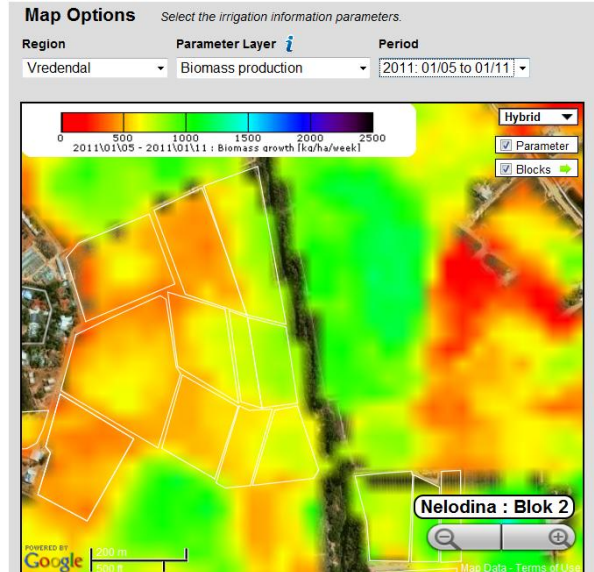 Map Options Select the irrigation information parameters.
Region Parameter Layer i Period
Vredendal Biomass production 2011: 01/05 to 01/11
Hybrid
0 500 1000 1500 2000 2500
2011\01\05 - 2011\01\11 : Biomass growth [kg/ha/week]
Parameter
Blocks
Nelodina : Blok 2
POWERED BY
Google
200 m
500 ft
Map Data - Terms of Use